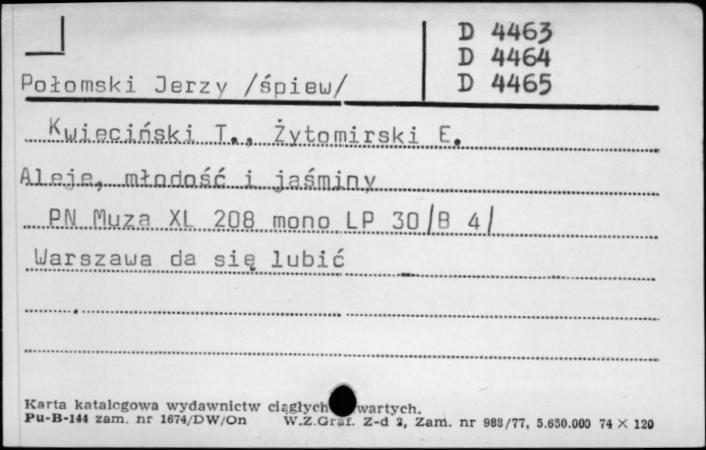 D 4463
D 4464
D 4465
Połomski Jerzy /śpiew/
Kwieciński T., Żytomirski E.
Aleje, młodość i jaśminy
PN Muza XL 208 mono LP 30/B 4/
Warszawa da się lubić
Karta katalogowa wydawnictw ciągłych wartych.
Pu-B-144 zam. nr 1674/DW/On W.Z.Graf. Z-d 2, Zam. nr 988/77, 5.650.000 74 × 120